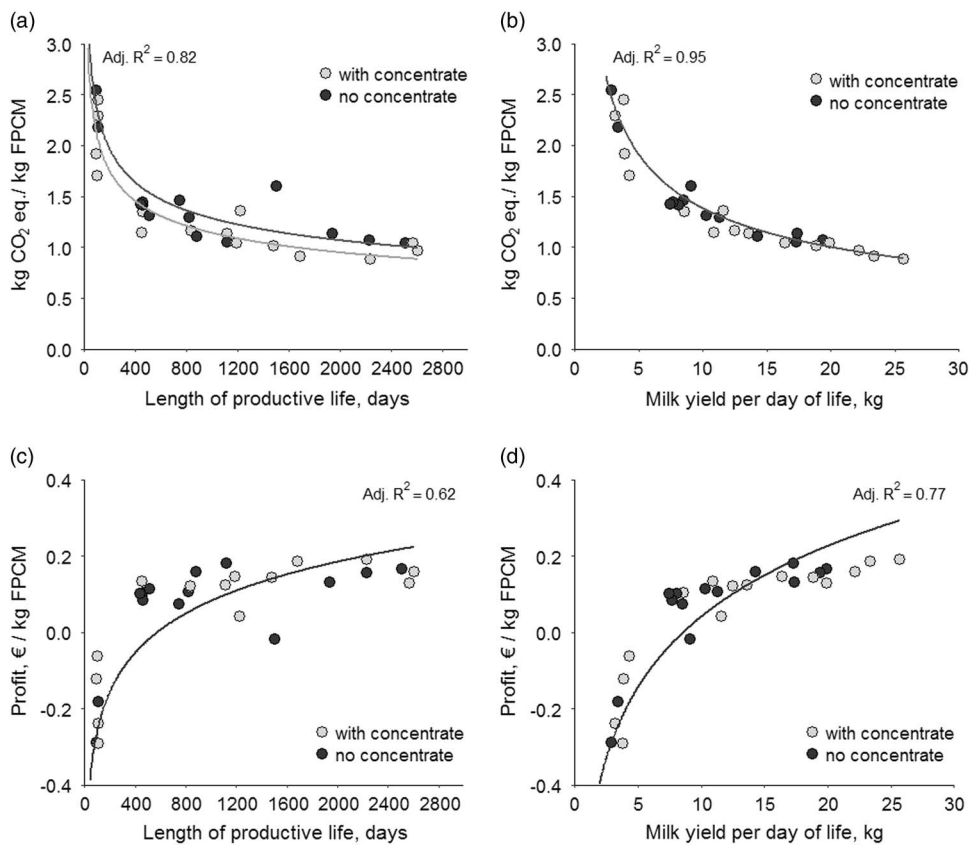 (a)
Adj. R² = 0.82
with concentrate
no concentrate
kg CO₂ eq./ kg FPCM
3.0
2.5
2.0
1.5
1.0
0.5
0.0
0 400 800 1200 1600 2000 2400 2800
Length of productive life, days
(b)
Adj. R² = 0.95
with concentrate
no concentrate
kg CO₂ eq./ kg FPCM
3.0
2.5
2.0
1.5
1.0
0.5
0.0
0 5 10 15 20 25 30
Milk yield per day of life, kg
(c)
Adj. R² = 0.62
Profit, € / kg FPCM
0.4
0.2
0.0
-0.2
-0.4
with concentrate
no concentrate
0 400 800 1200 1600 2000 2400 2800
Length of productive life, days
(d)
Adj. R² = 0.77
Profit, € / kg FPCM
0.4
0.2
0.0
-0.2
-0.4
with concentrate
no concentrate
0 5 10 15 20 25 30
Milk yield per day of life, kg